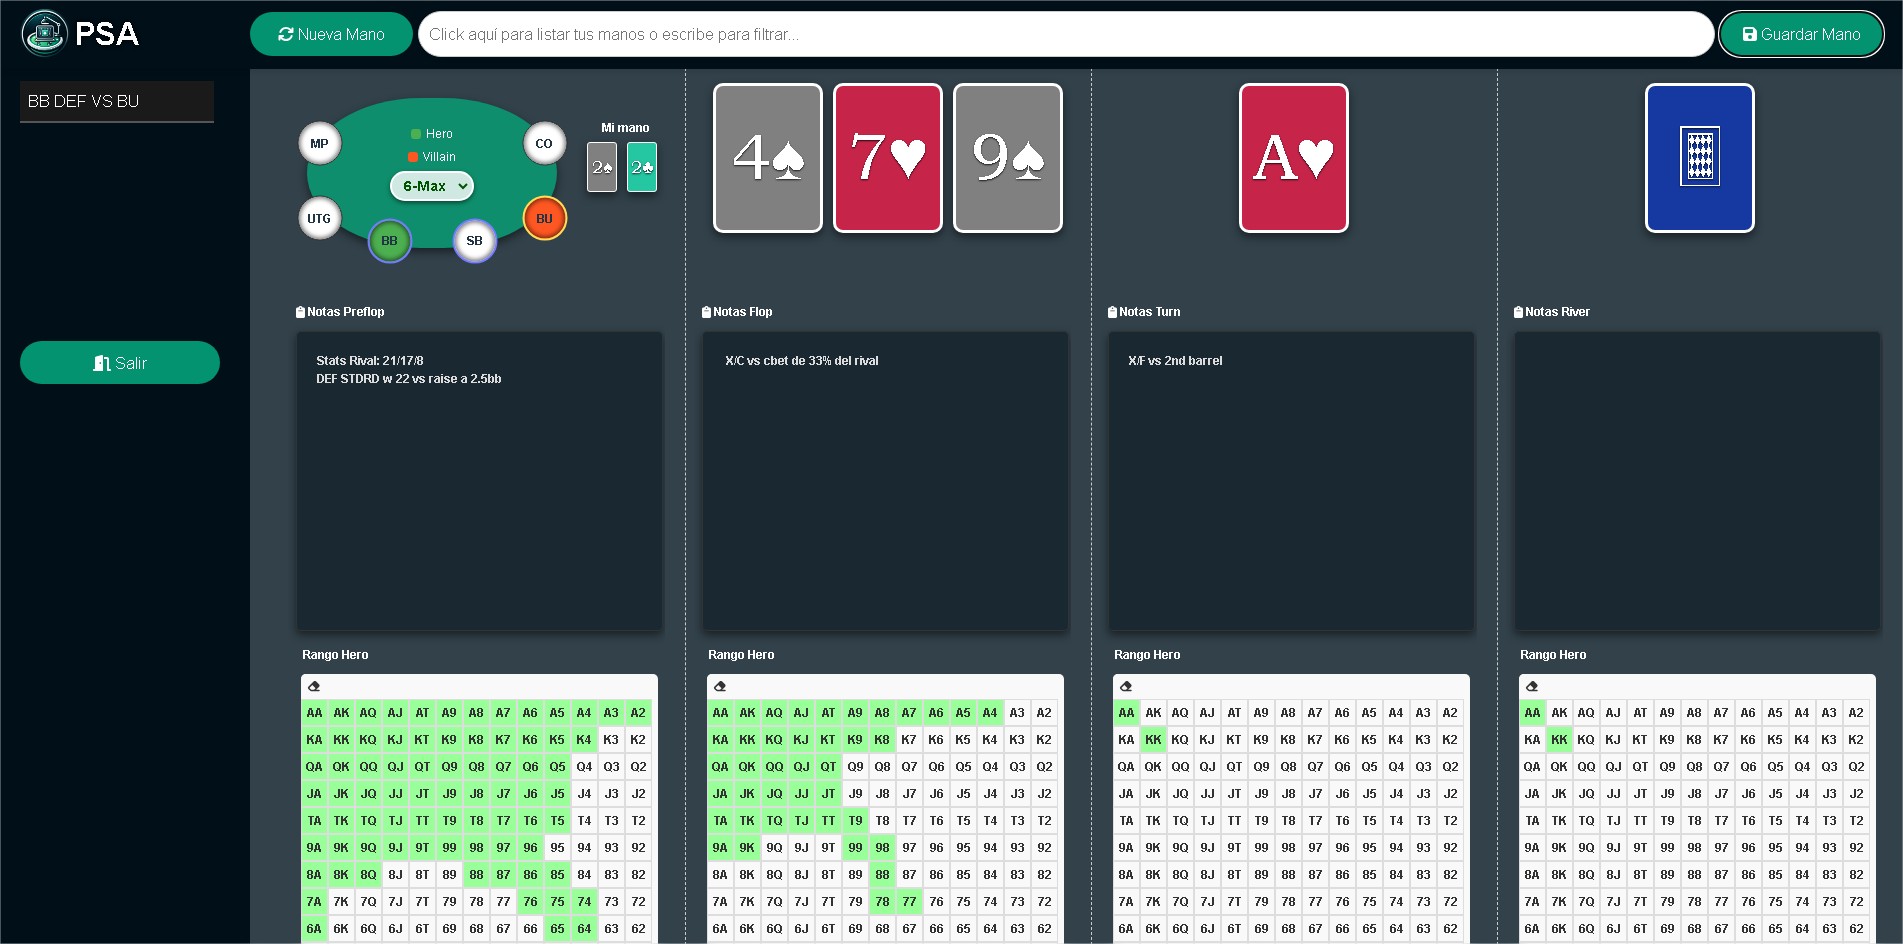 PSA
Nueva Mano
Click aquí para listar tus manos o escribe para filtrar...
Guardar Mano
BB DEF VS BU
Salir
MP
Hero
CO
Villain
6-Max
UTG
BU
BB
SB
Mi mano
2♠ 2♣
4♠ 7♥ 9♠
A♥
Notas Preflop
Stats Rival: 21/17/8
DEF STDRD w 22 vs raise a 2.5bb
Notas Flop
X/C vs cbet de 33% del rival
Notas Turn
X/F vs 2nd barrel
Notas River
Rango Hero
AA AK AQ AJ AT A9 A8 A7 A6 A5 A4 A3 A2
KA KK KQ KJ KT K9 K8 K7 K6 K5 K4 K3 K2
QA QK QQ QJ QT Q9 Q8 Q7 Q6 Q5 Q4 Q3 Q2
JA JK JQ JJ JT J9 J8 J7 J6 J5 J4 J3 J2
TA TK TQ TJ TT T9 T8 T7 T6 T5 T4 T3 T2
9A 9K 9Q 9J 9T 99 98 97 96 95 94 93 92
8A 8K 8Q 8J 8T 89 88 87 86 85 84 83 82
7A 7K 7Q 7J 7T 79 78 77 76 75 74 73 72
6A 6K 6Q 6J 6T 69 68 67 66 65 64 63 62
Rango Hero
AA AK AQ AJ AT A9 A8 A7 A6 A5 A4 A3 A2
KA KK KQ KJ KT K9 K8 K7 K6 K5 K4 K3 K2
QA QK QQ QJ QT Q9 Q8 Q7 Q6 Q5 Q4 Q3 Q2
JA JK JQ JJ JT J9 J8 J7 J6 J5 J4 J3 J2
TA TK TQ TJ TT T9 T8 T7 T6 T5 T4 T3 T2
9A 9K 9Q 9J 9T 99 98 97 96 95 94 93 92
8A 8K 8Q 8J 8T 89 88 87 86 85 84 83 82
7A 7K 7Q 7J 7T 79 78 77 76 75 74 73 72
6A 6K 6Q 6J 6T 69 68 67 66 65 64 63 62
Rango Hero
AA AK AQ AJ AT A9 A8 A7 A6 A5 A4 A3 A2
KA KK KQ KJ KT K9 K8 K7 K6 K5 K4 K3 K2
QA QK QQ QJ QT Q9 Q8 Q7 Q6 Q5 Q4 Q3 Q2
JA JK JQ JJ JT J9 J8 J7 J6 J5 J4 J3 J2
TA TK TQ TJ TT T9 T8 T7 T6 T5 T4 T3 T2
9A 9K 9Q 9J 9T 99 98 97 96 95 94 93 92
8A 8K 8Q 8J 8T 89 88 87 86 85 84 83 82
7A 7K 7Q 7J 7T 79 78 77 76 75 74 73 72
6A 6K 6Q 6J 6T 69 68 67 66 65 64 63 62
Rango Hero
AA AK AQ AJ AT A9 A8 A7 A6 A5 A4 A3 A2
KA KK KQ KJ KT K9 K8 K7 K6 K5 K4 K3 K2
QA QK QQ QJ QT Q9 Q8 Q7 Q6 Q5 Q4 Q3 Q2
JA JK JQ JJ JT J9 J8 J7 J6 J5 J4 J3 J2
TA TK TQ TJ TT T9 T8 T7 T6 T5 T4 T3 T2
9A 9K 9Q 9J 9T 99 98 97 96 95 94 93 92
8A 8K 8Q 8J 8T 89 88 87 86 85 84 83 82
7A 7K 7Q 7J 7T 79 78 77 76 75 74 73 72
6A 6K 6Q 6J 6T 69 68 67 66 65 64 63 62